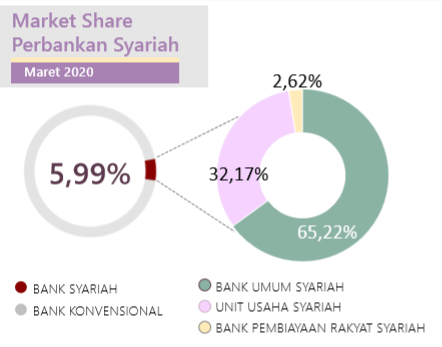 Market Share
Perbankan Syariah
Maret 2020
2,62%
5,99%
32,17%
65,22%
BANK SYARIAH
BANK KONVENSIONAL
BANK UMUM SYARIAH
UNIT USAHA SYARIAH
BANK PEMBIAYAAN RAKYAT SYARIAH